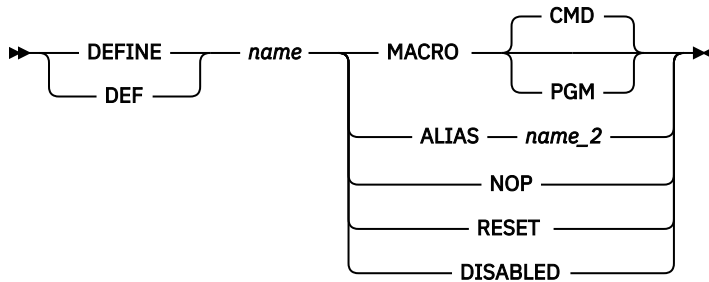 CMD
DEFINE name MACRO
DEF PGM
ALIAS name_2
NOP
RESET
DISABLED